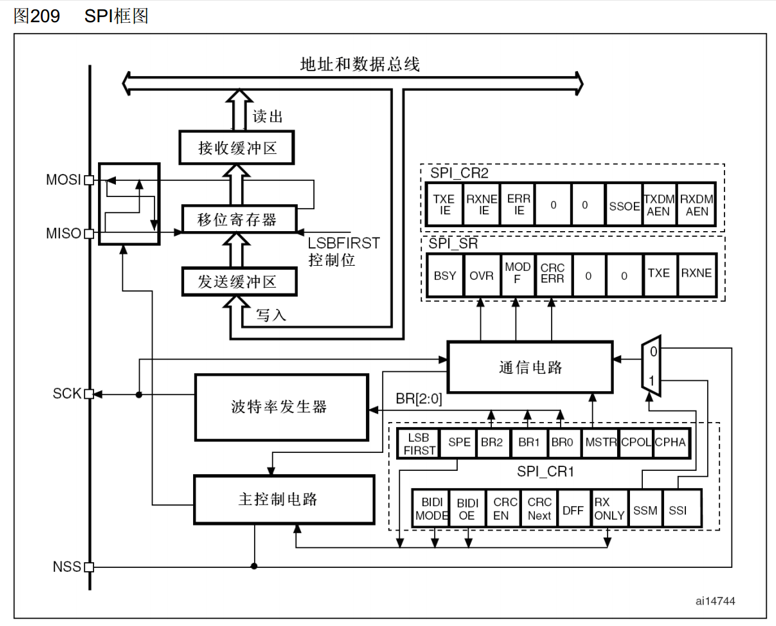 图209 SPI框图
地址和数据总线
读出
接收缓冲区
MOSI
移位寄存器
MISO
LSBFIRST
控制位
发送缓冲区
写入
SPI_CR2
TXE IE
RXNE IE
ERR IE
0
0
SSOE
TXDM AEN
RXDM AEN
SPI_SR
BSY
OVR
MOD F
CRC ERR
0
0
TXE
RXNE
通信电路
0
1
SCK
波特率发生器
BR[2:0]
LSB FIRST
SPE
BR2
BR1
BR0
MSTR
CPOL
CPHA
SPI_CR1
主控制电路
BIDI MODE
BIDI OE
CRC EN
CRC Next
DFF
RX ONLY
SSM
SSI
NSS
ai14744